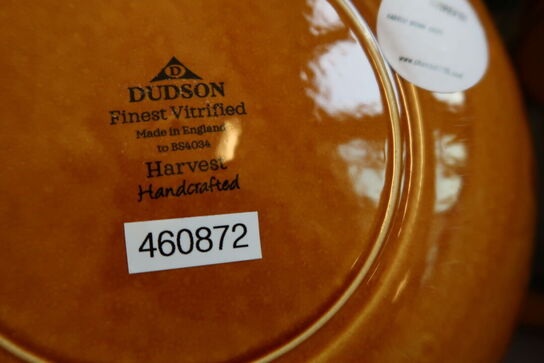 D
DUDSON
Finest Vitrified
Made in England
to BS4034
Harvest
Handcrafted
460872